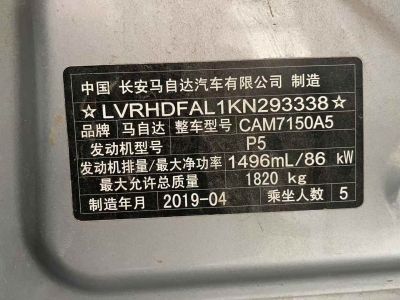 中国 长安马自达汽车有限公司 制造
☆LVRHDFAL1KN293338☆
品牌 马自达 整车型号 CAM7150A5
发动机型号 P5
发动机排量/最大净功率 1496mL/86 kW
最大允许总质量 1820 kg
制造年月 2019-04 乘坐人数 5